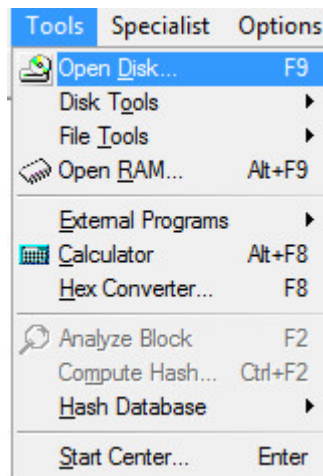 Tools Specialist Options
Open Disk... F9
Disk Tools
File Tools
Open RAM... Alt+F9
External Programs
Calculator Alt+F8
Hex Converter... F8
Analyze Block F2
Compute Hash... Ctrl+F2
Hash Database
Start Center... Enter